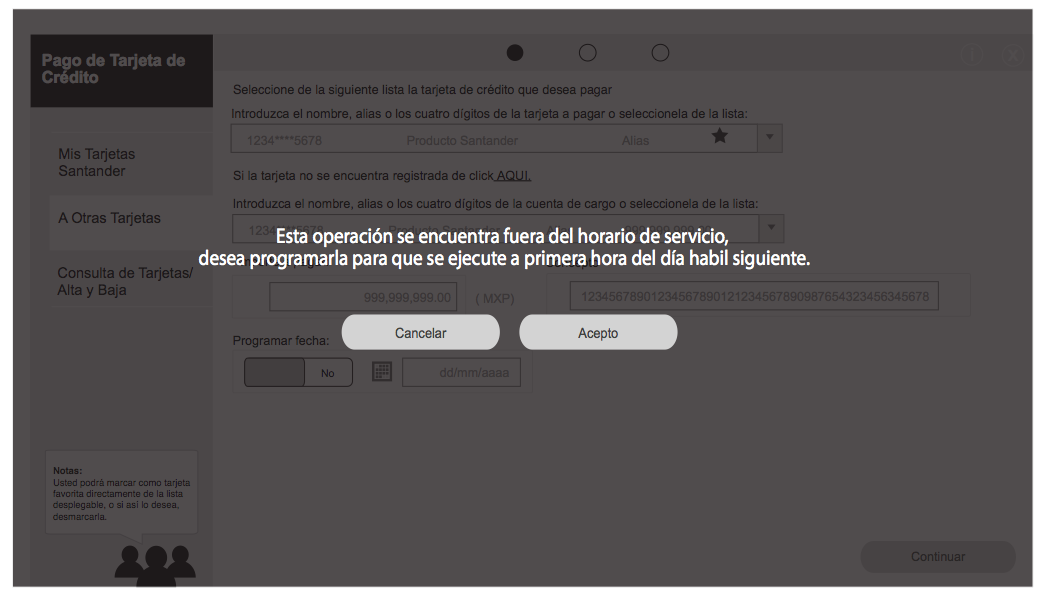 Pago de Tarjeta de
Crédito
Mis Tarjetas
Santander
A Otras Tarjetas
Consulta de Tarjetas/
Alta y Baja
Notas:
Usted podrá marcar como tarjeta
favorita directamente de la lista
desplegable, o si así lo desea,
desmarcarla.
i X
Seleccione de la siguiente lista la tarjeta de crédito que desea pagar
Introduzca el nombre, alias o los cuatro dígitos de la tarjeta a pagar o seleccionela de la lista:
1234****5678 Producto Santander Alias
Si la tarjeta no se encuentra registrada de click AQUI.
Introduzca el nombre, alias o los cuatro dígitos de la cuenta de cargo o seleccionela de la lista:
Esta operación se encuentra fuera del horario de servicio,
desea programarla para que se ejecute a primera hora del día habil siguiente.
999,999,999.00 ( MXP) 1234567890123456789012123456789098765432345634567​8
Cancelar Acepto
Programar fecha:
No dd/mm/aaaa
Continuar